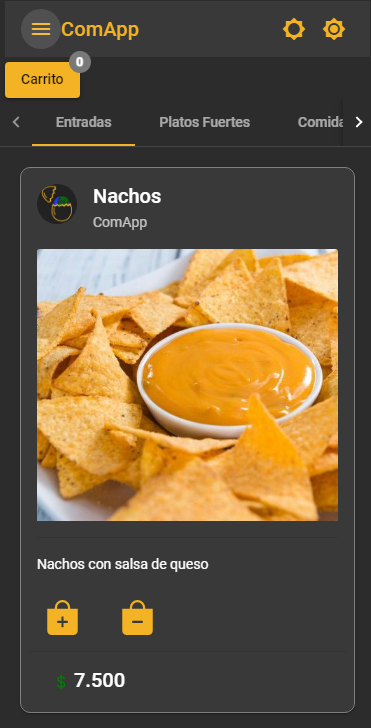 ComApp
Carrito 0
Entradas Platos Fuertes Comida
Nachos
ComApp
Nachos con salsa de queso
$ 7.500